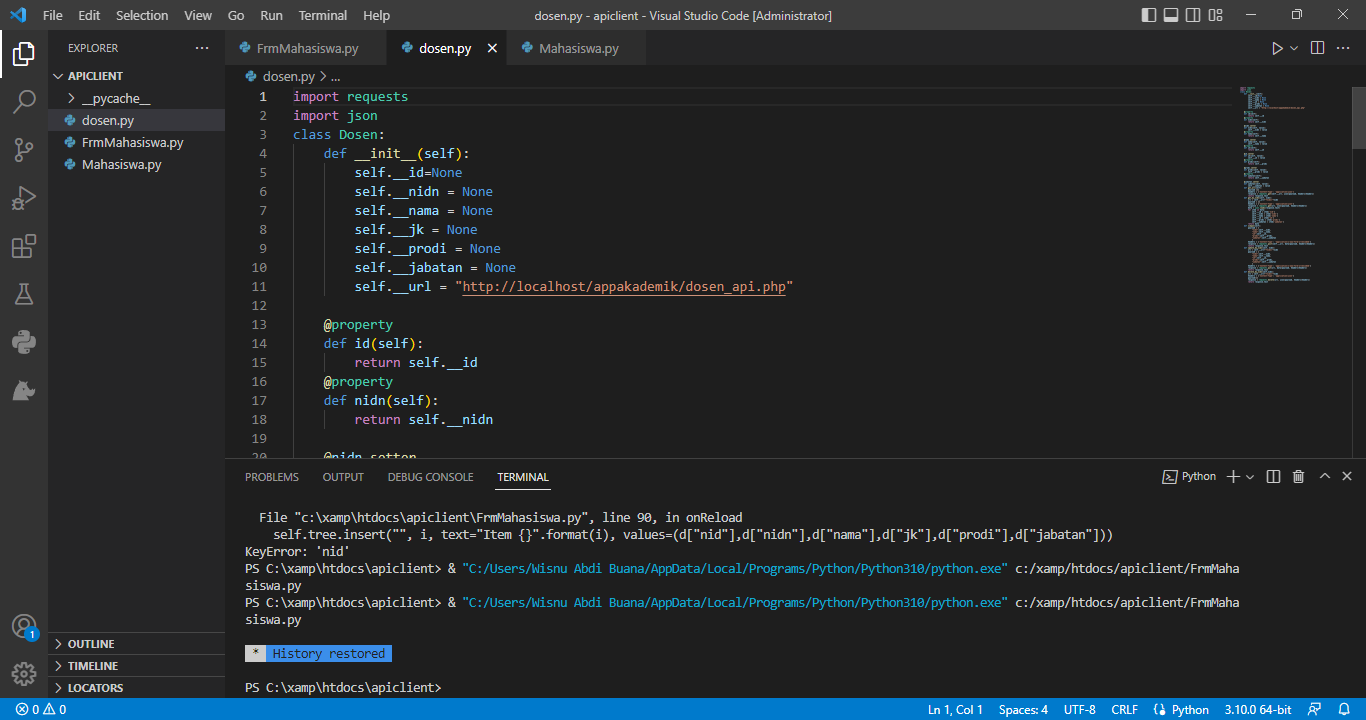 File Edit Selection View Go Run Terminal Help
dosen.py - apiclient - Visual Studio Code [Administrator]
EXPLORER
APICLIENT
__pycache__
dosen.py
FrmMahasiswa.py
Mahasiswa.py
OUTLINE
TIMELINE
LOCATORS
FrmMahasiswa.py dosen.py Mahasiswa.py
dosen.py > ...
1 import requests
2 import json
3 class Dosen:
4 def __init__(self):
5 self.__id=None
6 self.__nidn = None
7 self.__nama = None
8 self.__jk = None
9 self.__prodi = None
10 self.__jabatan = None
11 self.__url = "http://localhost/appakademik/dosen_api.php"
12
13 @property
14 def id(self):
15 return self.__id
16 @property
17 def nidn(self):
18 return self.__nidn
19
20 @nidn.setter
PROBLEMS OUTPUT DEBUG CONSOLE TERMINAL
Python
File "c:\xamp\htdocs\apiclient\FrmMahasiswa.py", line 90, in onReload
self.tree.insert("", i, text="Item {}".format(i), values=(d["nid"],d["nidn"],d["nama"],d["jk"],d["prodi"],d["jabatan"]))
KeyError: 'nid'
PS C:\xamp\htdocs\apiclient> & "C:/Users/Wisnu Abdi Buana/AppData/Local/Programs/Python/Python310/python.exe" c:/xamp/htdocs/apiclient/FrmMaha
siswa.py
PS C:\xamp\htdocs\apiclient> & "C:/Users/Wisnu Abdi Buana/AppData/Local/Programs/Python/Python310/python.exe" c:/xamp/htdocs/apiclient/FrmMaha
siswa.py
* History restored
PS C:\xamp\htdocs\apiclient>
1
0 0
Ln 1, Col 1 Spaces: 4 UTF-8 CRLF Python 3.10.0 64-bit